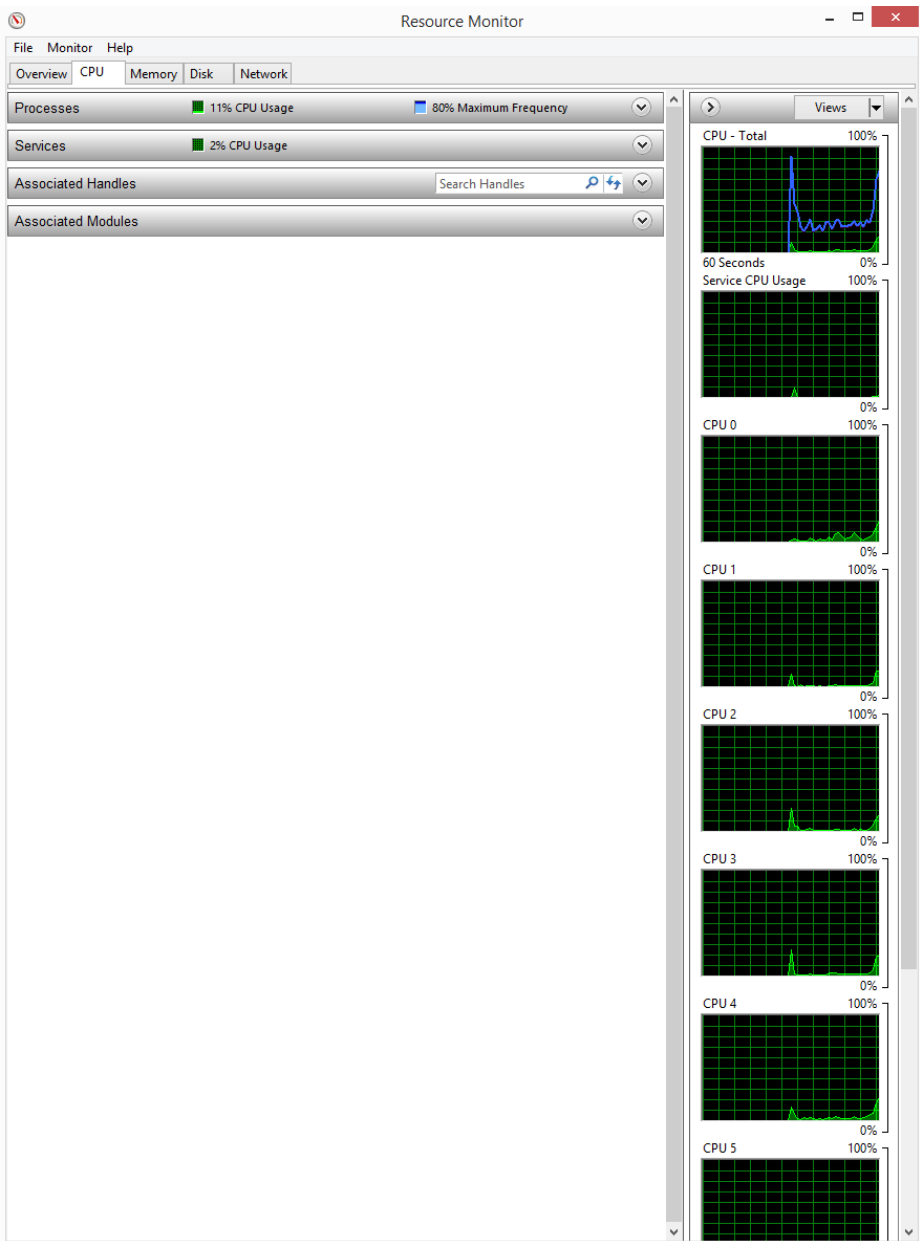 Resource Monitor
File Monitor Help
Overview CPU Memory Disk Network
Processes 11% CPU Usage 80% Maximum Frequency
Services 2% CPU Usage
Associated Handles Search Handles
Associated Modules
Views
CPU - Total 100%
60 Seconds 0%
Service CPU Usage 100%
0%
CPU 0 100%
0%
CPU 1 100%
0%
CPU 2 100%
0%
CPU 3 100%
0%
CPU 4 100%
0%
CPU 5 100%